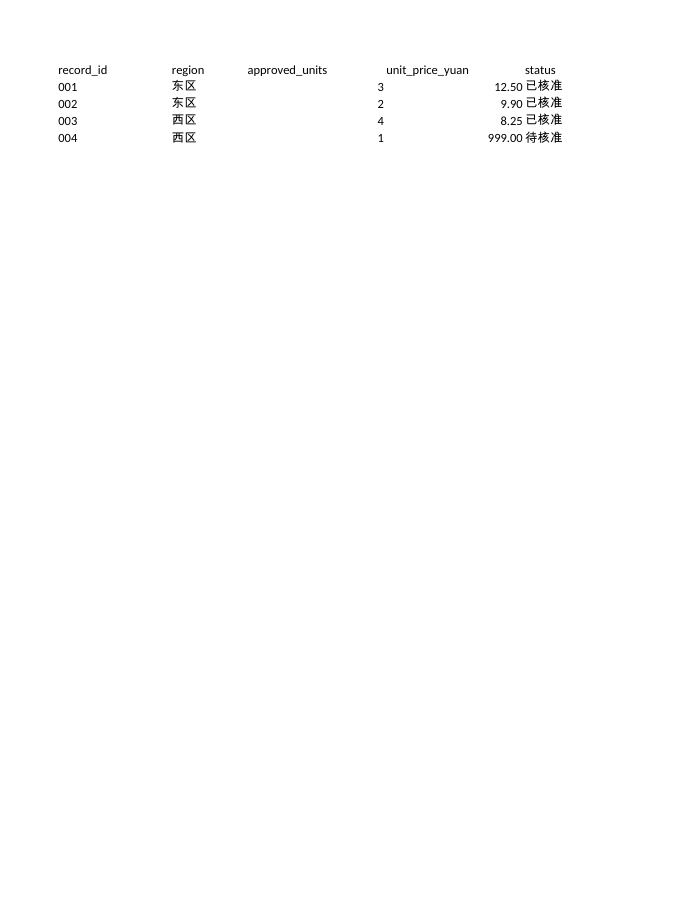 record_id region approved_units unit_price_yuan status
001 东区 3 12.50 已核准
002 东区 2 9.90 已核准
003 西区 4 8.25 已核准
004 西区 1 999.00 待核准